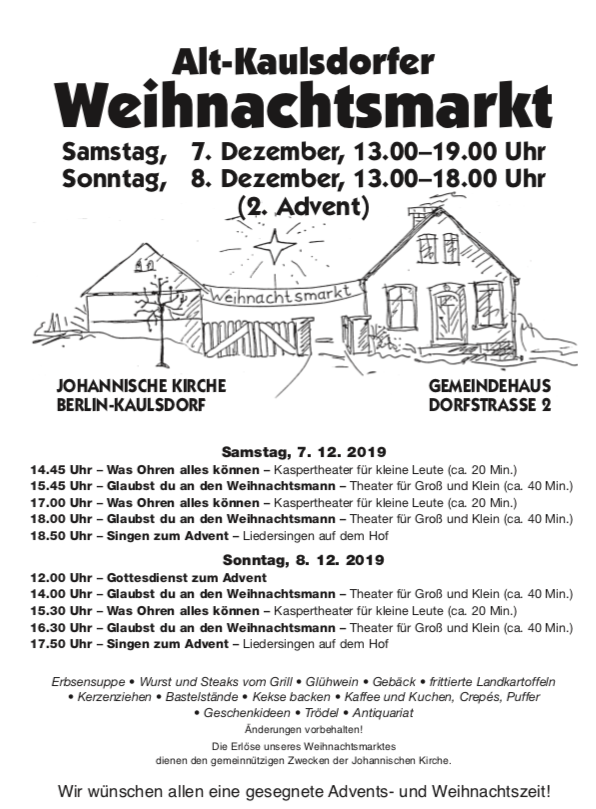 Alt-Kaulsdorfer
Weihnachtsmarkt
Samstag, 7. Dezember, 13.00–19.00 Uhr
Sonntag, 8. Dezember, 13.00–18.00 Uhr
(2. Advent)
Weihnachtsmarkt
JOHANNISCHE KIRCHE
BERLIN-KAULSDORF
GEMEINDEHAUS
DORFSTRASSE 2
Samstag, 7. 12. 2019
14.45 Uhr – Was Ohren alles können – Kaspertheater für kleine Leute (ca. 20 Min.)
15.45 Uhr – Glaubst du an den Weihnachtsmann – Theater für Groß und Klein (ca. 40 Min.)
17.00 Uhr – Was Ohren alles können – Kaspertheater für kleine Leute (ca. 20 Min.)
18.00 Uhr – Glaubst du an den Weihnachtsmann – Theater für Groß und Klein (ca. 40 Min.)
18.50 Uhr – Singen zum Advent – Liedersingen auf dem Hof
Sonntag, 8. 12. 2019
12.00 Uhr – Gottesdienst zum Advent
14.00 Uhr – Glaubst du an den Weihnachtsmann – Theater für Groß und Klein (ca. 40 Min.)
15.30 Uhr – Was Ohren alles können – Kaspertheater für kleine Leute (ca. 20 Min.)
16.30 Uhr – Glaubst du an den Weihnachtsmann – Theater für Groß und Klein (ca. 40 Min.)
17.50 Uhr – Singen zum Advent – Liedersingen auf dem Hof
Erbsensuppe • Wurst und Steaks vom Grill • Glühwein • Gebäck • frittierte Landkartoffeln
• Kerzenziehen • Bastelstände • Kekse backen • Kaffee und Kuchen, Crepés, Puffer
• Geschenkideen • Trödel • Antiquariat
Änderungen vorbehalten!
Die Erlöse unseres Weihnachtsmarktes
dienen den gemeinnützigen Zwecken der Johannischen Kirche.
Wir wünschen allen eine gesegnete Advents- und Weihnachtszeit!